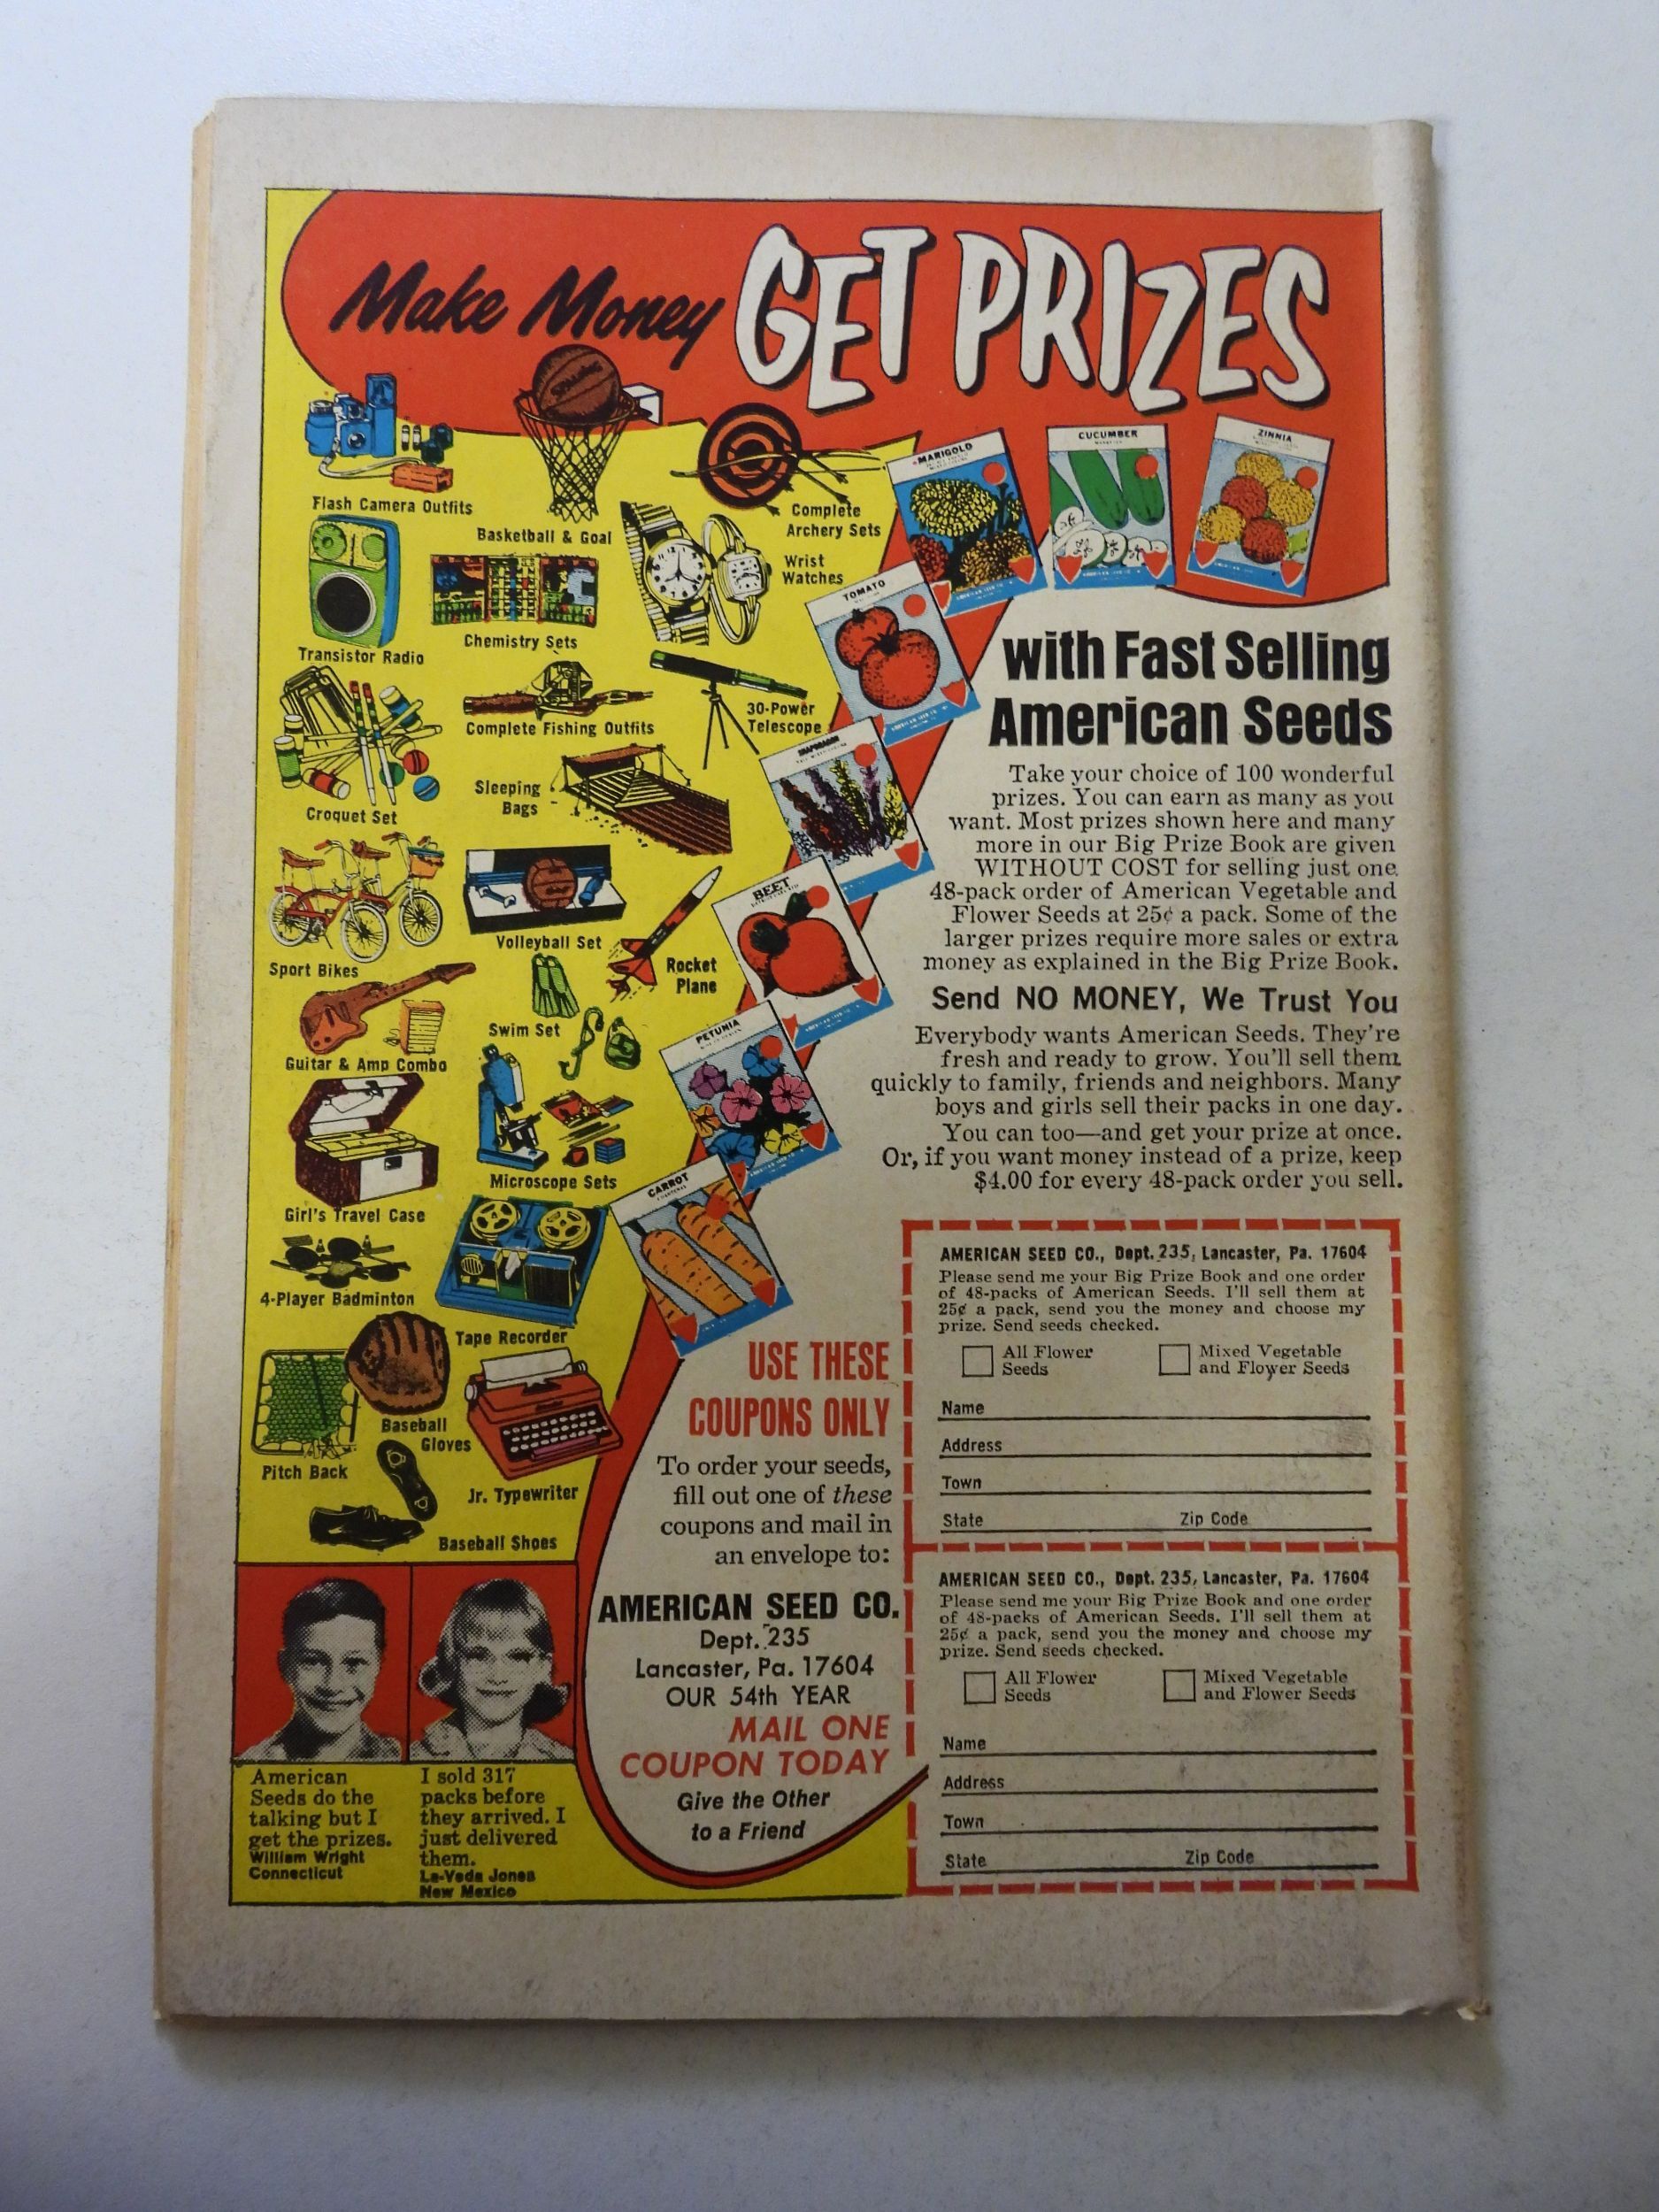 Make Money GET PRIZES
SPALDING
Flash Camera Outfits
Basketball & Goal
Complete
Archery Sets
Wrist
Watches
Transistor Radio
Chemistry Sets
Complete Fishing Outfits
30-Power
Telescope
Croquet Set
Sleeping
Bags
Sport Bikes
Volleyball Set
Rocket
Plane
Guitar & Amp Combo
Swim Set
Girl's Travel Case
Microscope Sets
4-Player Badminton
Tape Recorder
Pitch Back
Baseball
Gloves
Jr. Typewriter
Baseball Shoes
MARIGOLD
CUCUMBER
ZINNIA
TOMATO
SNAPDRAGON
BEET
PETUNIA
CARROT
with Fast Selling
American Seeds
Take your choice of 100 wonderful
prizes. You can earn as many as you
want. Most prizes shown here and many
more in our Big Prize Book are given
WITHOUT COST for selling just one
48-pack order of American Vegetable and
Flower Seeds at 25¢ a pack. Some of the
larger prizes require more sales or extra
money as explained in the Big Prize Book.
Send NO MONEY, We Trust You
Everybody wants American Seeds. They're
fresh and ready to grow. You'll sell them
quickly to family, friends and neighbors. Many
boys and girls sell their packs in one day.
You can too—and get your prize at once.
Or, if you want money instead of a prize, keep
$4.00 for every 48-pack order you sell.
USE THESE
COUPONS ONLY
To order your seeds,
fill out one of these
coupons and mail in
an envelope to:
AMERICAN SEED CO.
Dept. 235
Lancaster, Pa. 17604
OUR 54th YEAR
MAIL ONE
COUPON TODAY
Give the Other
to a Friend
AMERICAN SEED CO., Dept. 235, Lancaster, Pa. 17604
Please send me your Big Prize Book and one order
of 48-packs of American Seeds. I'll sell them at
25¢ a pack, send you the money and choose my
prize. Send seeds checked.
All Flower
Seeds
Mixed Vegetable
and Flower Seeds
Name
Address
Town
State Zip Code
AMERICAN SEED CO., Dept. 235, Lancaster, Pa. 17604
Please send me your Big Prize Book and one order
of 48-packs of American Seeds. I'll sell them at
25¢ a pack, send you the money and choose my
prize. Send seeds checked.
All Flower
Seeds
Mixed Vegetable
and Flower Seeds
Name
Address
Town
State Zip Code
American
Seeds do the
talking but I
get the prizes.
William Wright
Connecticut
I sold 317
packs before
they arrived. I
just delivered
them.
La-Veda Jones
New Mexico